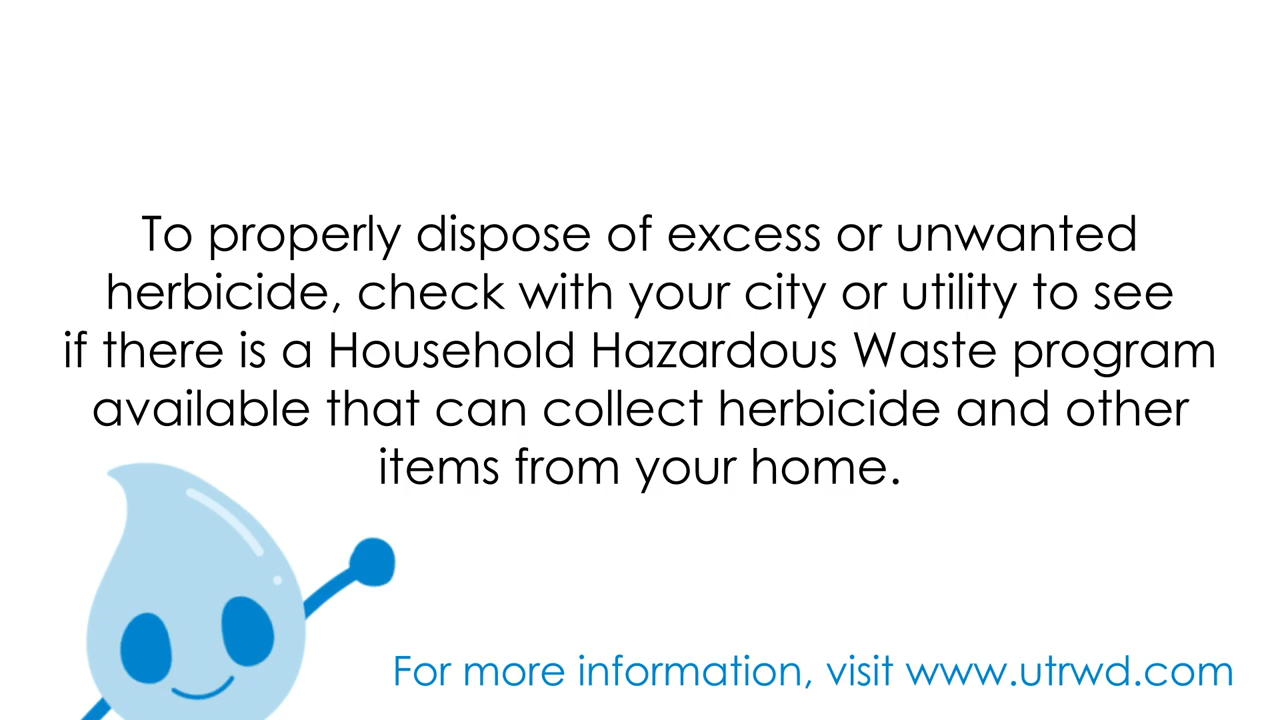 To properly dispose of excess or unwanted
herbicide, check with your city or utility to see
if there is a Household Hazardous Waste program
available that can collect herbicide and other
items from your home.
For more information, visit www.utrwd.com